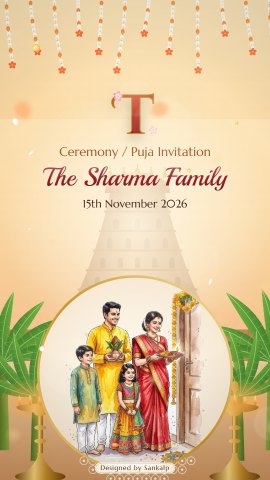 T
Ceremony / Puja Invitation
The Sharma Family
15th November 2026
Designed by Sankalp